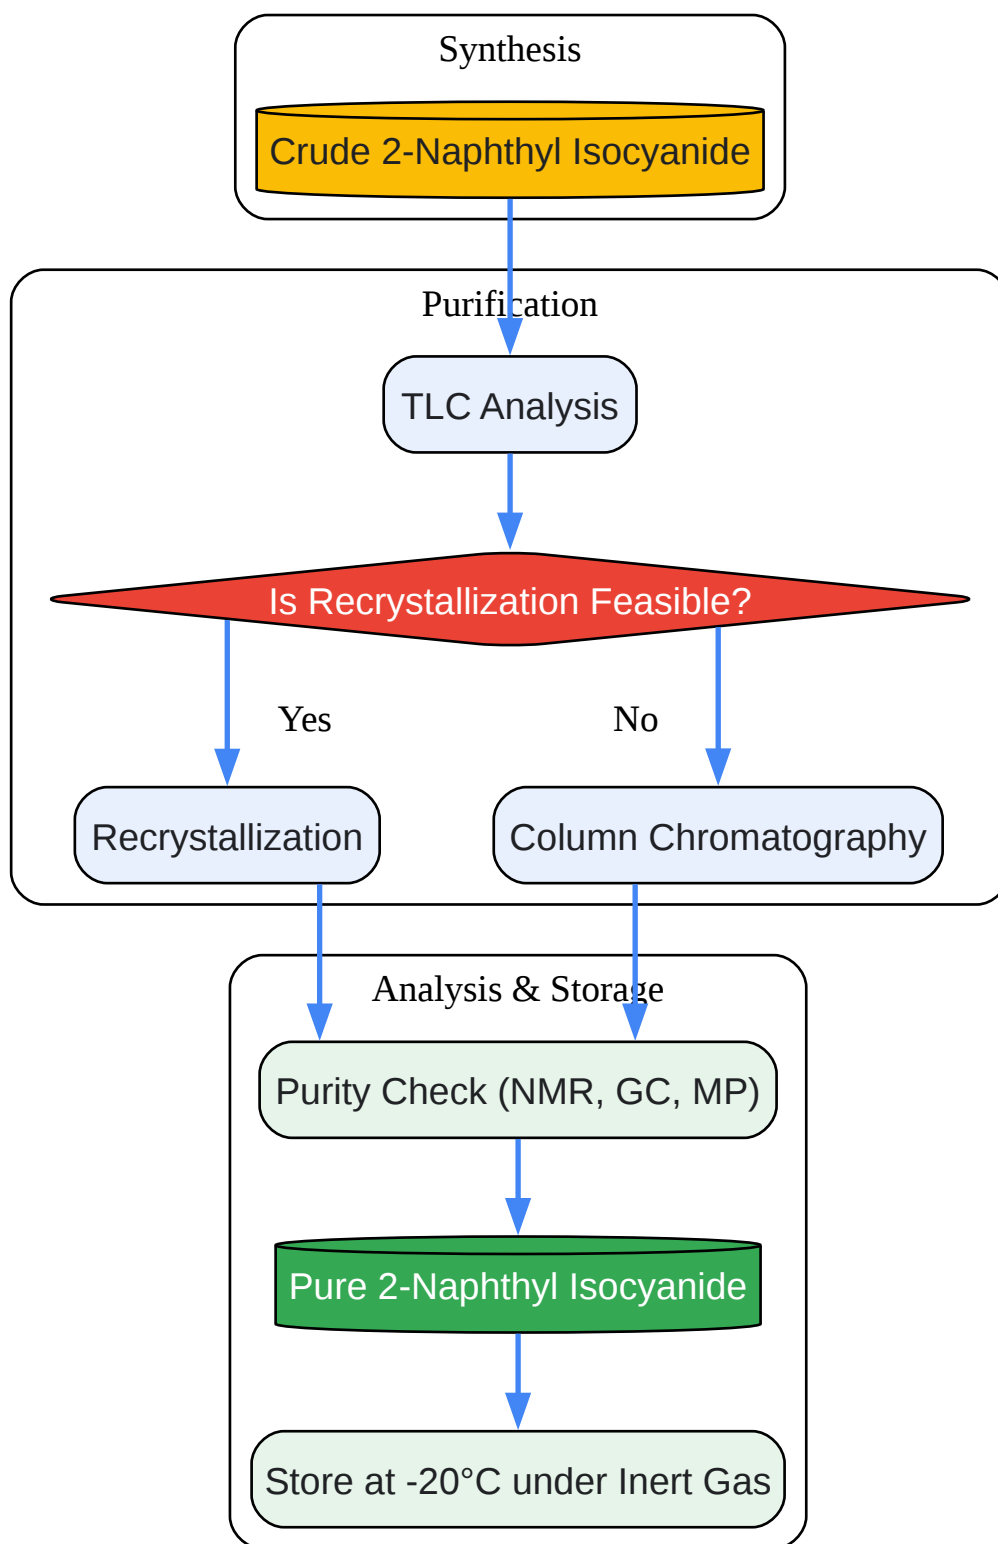 Synthesis
Crude 2-Naphthyl Isocyanide
Purification
TLC Analysis
Is Recrystallization Feasible?
Yes
No
Recrystallization
Column Chromatography
Analysis & Storage
Purity Check (NMR, GC, MP)
Pure 2-Naphthyl Isocyanide
Store at -20°C under Inert Gas